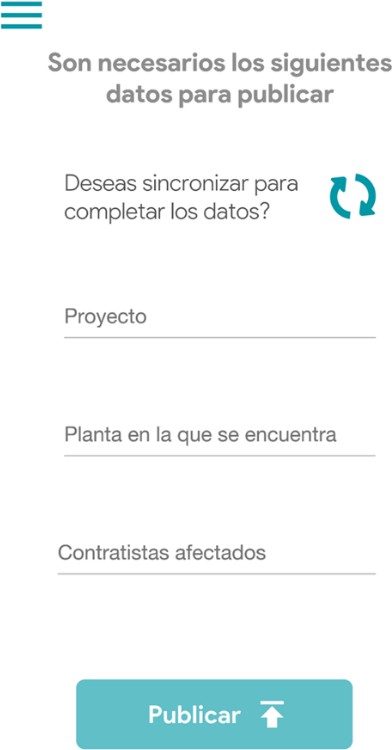 Son necesarios los siguientes
datos para publicar
Deseas sincronizar para
completar los datos?
Proyecto
Planta en la que se encuentra
Contratistas afectados
Publicar